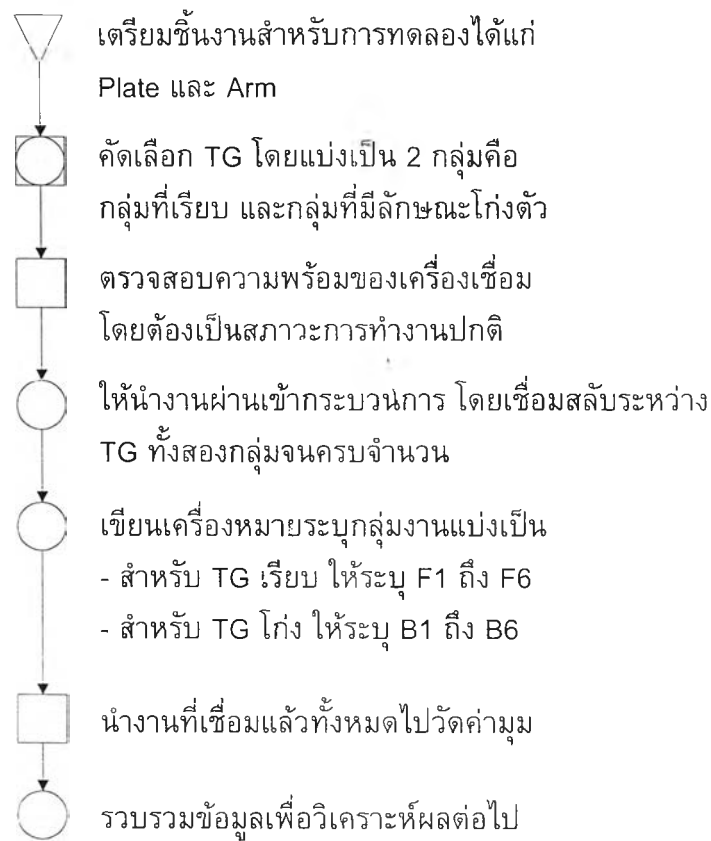 เตรียมชิ้นงานสำหรับการทดลองได้แก่
Plate และ Arm
คัดเลือก TG โดยแบ่งเป็น 2 กลุ่มคือ
กลุ่มที่เรียบ และกลุ่มที่มีลักษณะโก่งตัว
ตรวจสอบความพร้อมของเครื่องเชื่อม
โดยต้องเป็นสภาวะการทำงานปกติ
ให้นำงานผ่านเข้ากระบวนการ โดยเชื่อมสลับระหว่าง
TG ทั้งสองกลุ่มจนครบจำนวน
เขียนเครื่องหมายระบุกลุ่มงานแบ่งเป็น
- สำหรับ TG เรียบ ให้ระบุ F1 ถึง F6
- สำหรับ TG โก่ง ให้ระบุ B1 ถึง B6
นำงานที่เชื่อมแล้วทั้งหมดไปวัดค่ามุม
รวบรวมข้อมูลเพื่อวิเคราะห์ผลต่อไป